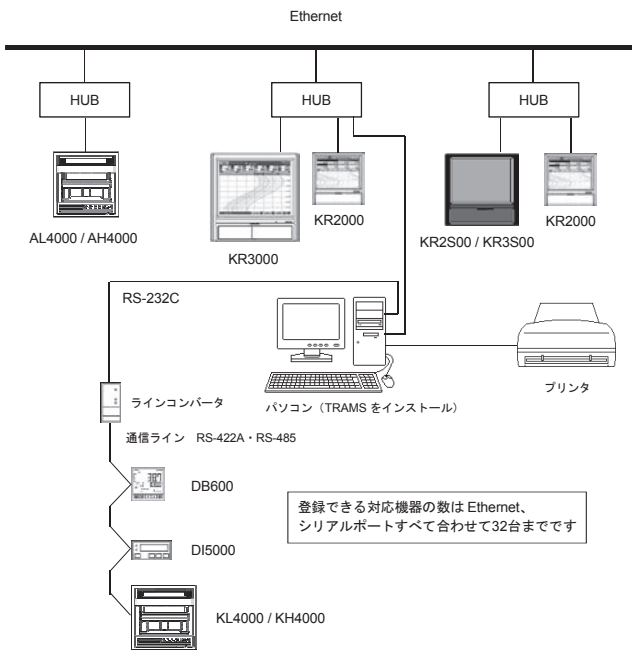 Ethernet
HUB
HUB
HUB
AL4000 / AH4000
KR3000
KR2000
KR2S00 / KR3S00
KR2000
RS-232C
ラインコンバータ
パソコン（TRAMS をインストール）
プリンタ
通信ライン　RS-422A・RS-485
DB600
登録できる対応機器の数は Ethernet、
シリアルポートすべて合わせて32台までです
DI5000
KL4000 / KH4000